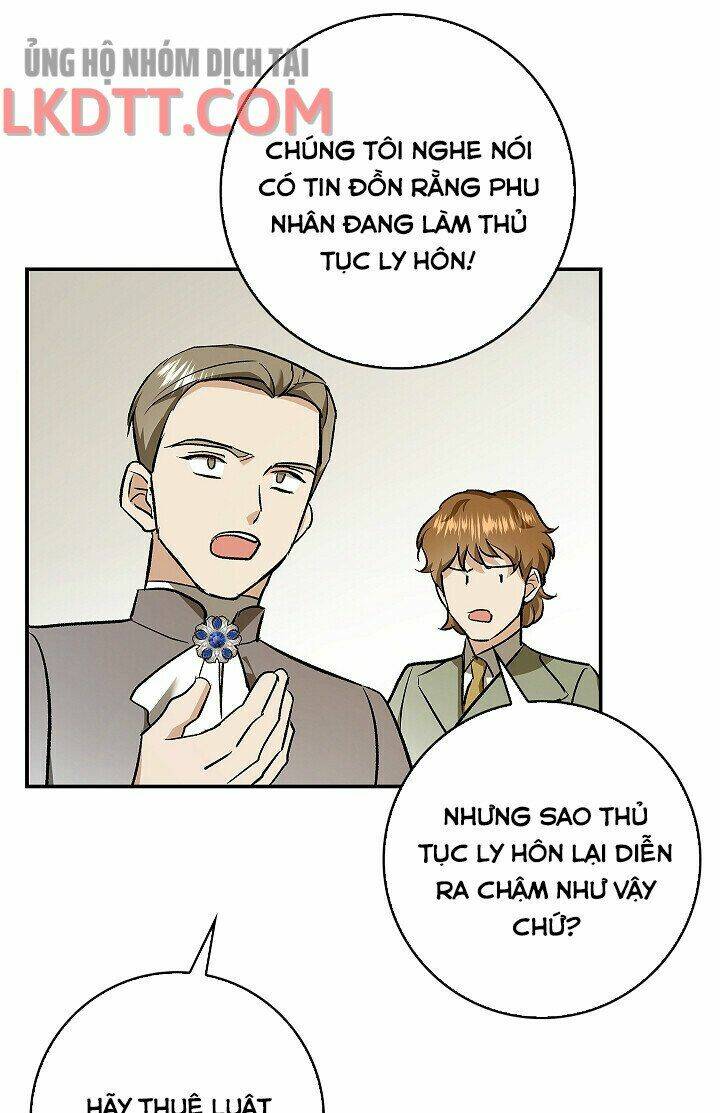 ỦNG HỘ NHÓM DỊCH TẠI
LKDTT.COM
CHÚNG TÔI NGHE NÓI
CÓ TIN ĐỒN RẰNG PHU
NHÂN ĐANG LÀM THỦ
TỤC LY HÔN!
NHƯNG SAO THỦ
TỤC LY HÔN LẠI DIỄN
RA CHẬM NHƯ VẬY
CHỨ?
HÃY THUÊ LUẬT